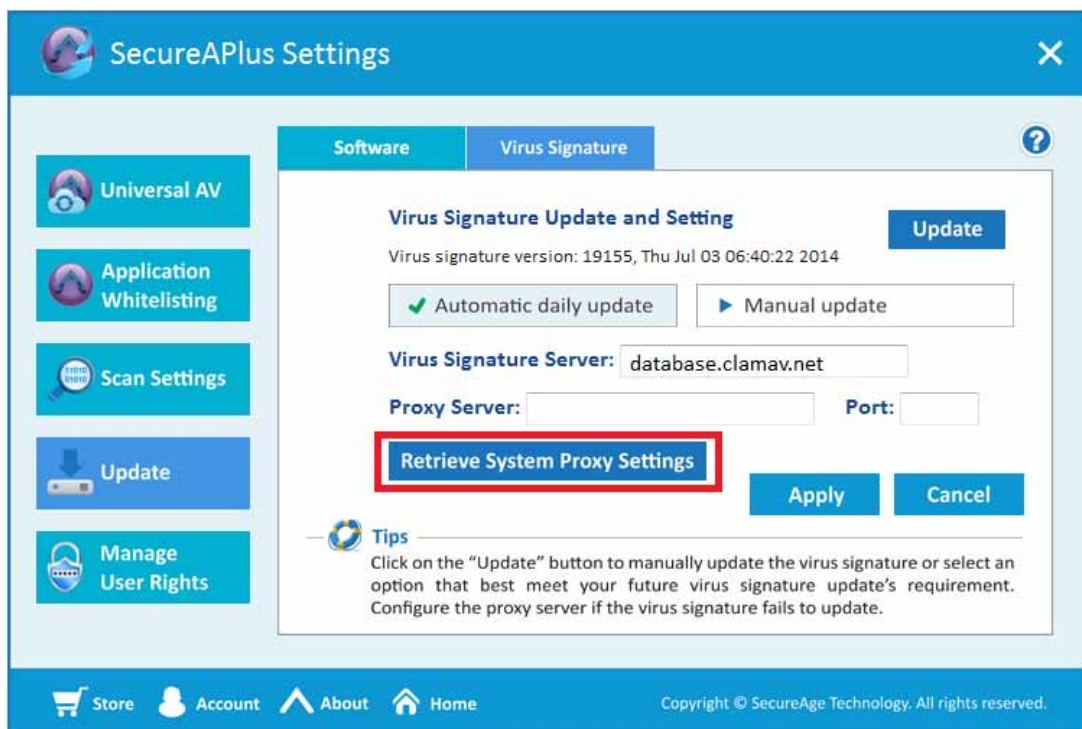 SecureAPlus Settings
Software
Virus Signature
Universal AV
Application
Whitelisting
Scan Settings
Update
Manage
User Rights
Virus Signature Update and Setting
Update
Virus signature version: 19155, Thu Jul 03 06:40:22 2014
Automatic daily update
Manual update
Virus Signature Server: database.clamav.net
Proxy Server:
Port:
Retrieve System Proxy Settings
Apply
Cancel
Tips
Click on the “Update” button to manually update the virus signature or select an
option that best meet your future virus signature update’s requirement.
Configure the proxy server if the virus signature fails to update.
Store
Account
About
Home
Copyright © SecureAge Technology. All rights reserved.